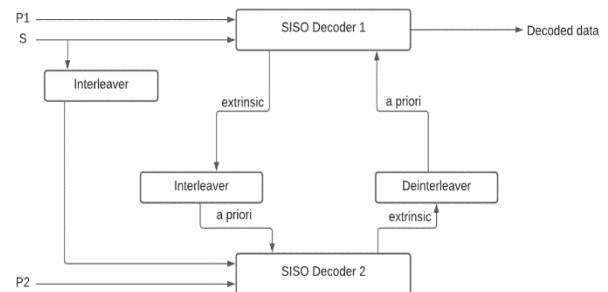 P1
SISO Decoder 1
Decoded data
S
Interleaver
extrinsic
a priori
Interleaver
Deinterleaver
a priori
extrinsic
SISO Decoder 2
P2